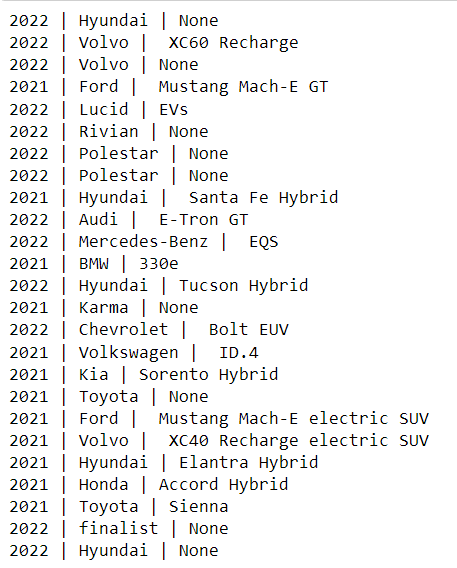 2022 | Hyundai | None
2022 | Volvo |  XC60 Recharge
2022 | Volvo | None
2021 | Ford |  Mustang Mach-E GT
2022 | Lucid | EVs
2022 | Rivian | None
2022 | Polestar | None
2022 | Polestar | None
2021 | Hyundai |  Santa Fe Hybrid
2022 | Audi |  E-Tron GT
2022 | Mercedes-Benz |  EQS
2021 | BMW | 330e
2022 | Hyundai | Tucson Hybrid
2021 | Karma | None
2022 | Chevrolet |  Bolt EUV
2021 | Volkswagen |  ID.4
2021 | Kia | Sorento Hybrid
2021 | Toyota | None
2021 | Ford |  Mustang Mach-E electric SUV
2021 | Volvo |  XC40 Recharge electric SUV
2021 | Hyundai | Elantra Hybrid
2021 | Honda | Accord Hybrid
2021 | Toyota | Sienna
2022 | finalist | None
2022 | Hyundai | None